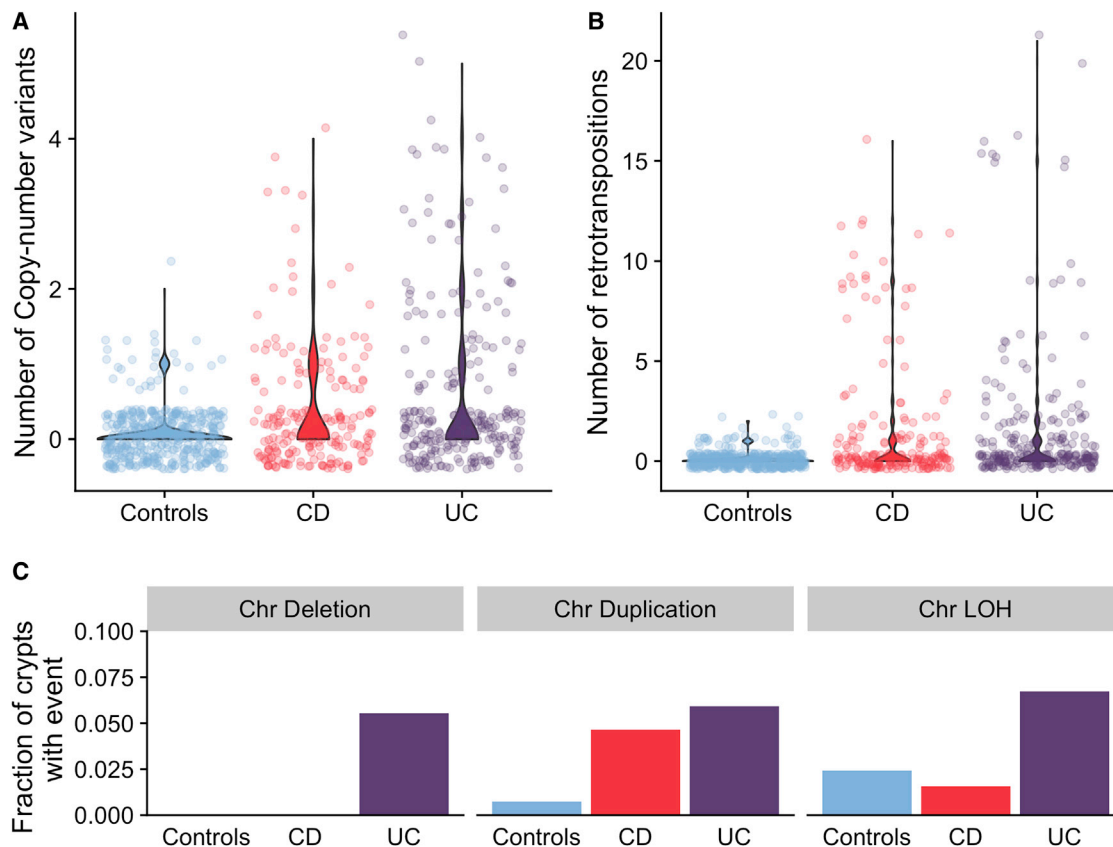 A
Number of Copy-number variants
4
2
0
Controls CD UC
B
Number of retrotranspositions
20
15
10
5
0
Controls CD UC
C
Chr Deletion Chr Duplication Chr LOH
Fraction of crypts
with event
0.100
0.075
0.050
0.025
0.000
Controls CD UC Controls CD UC Controls CD UC